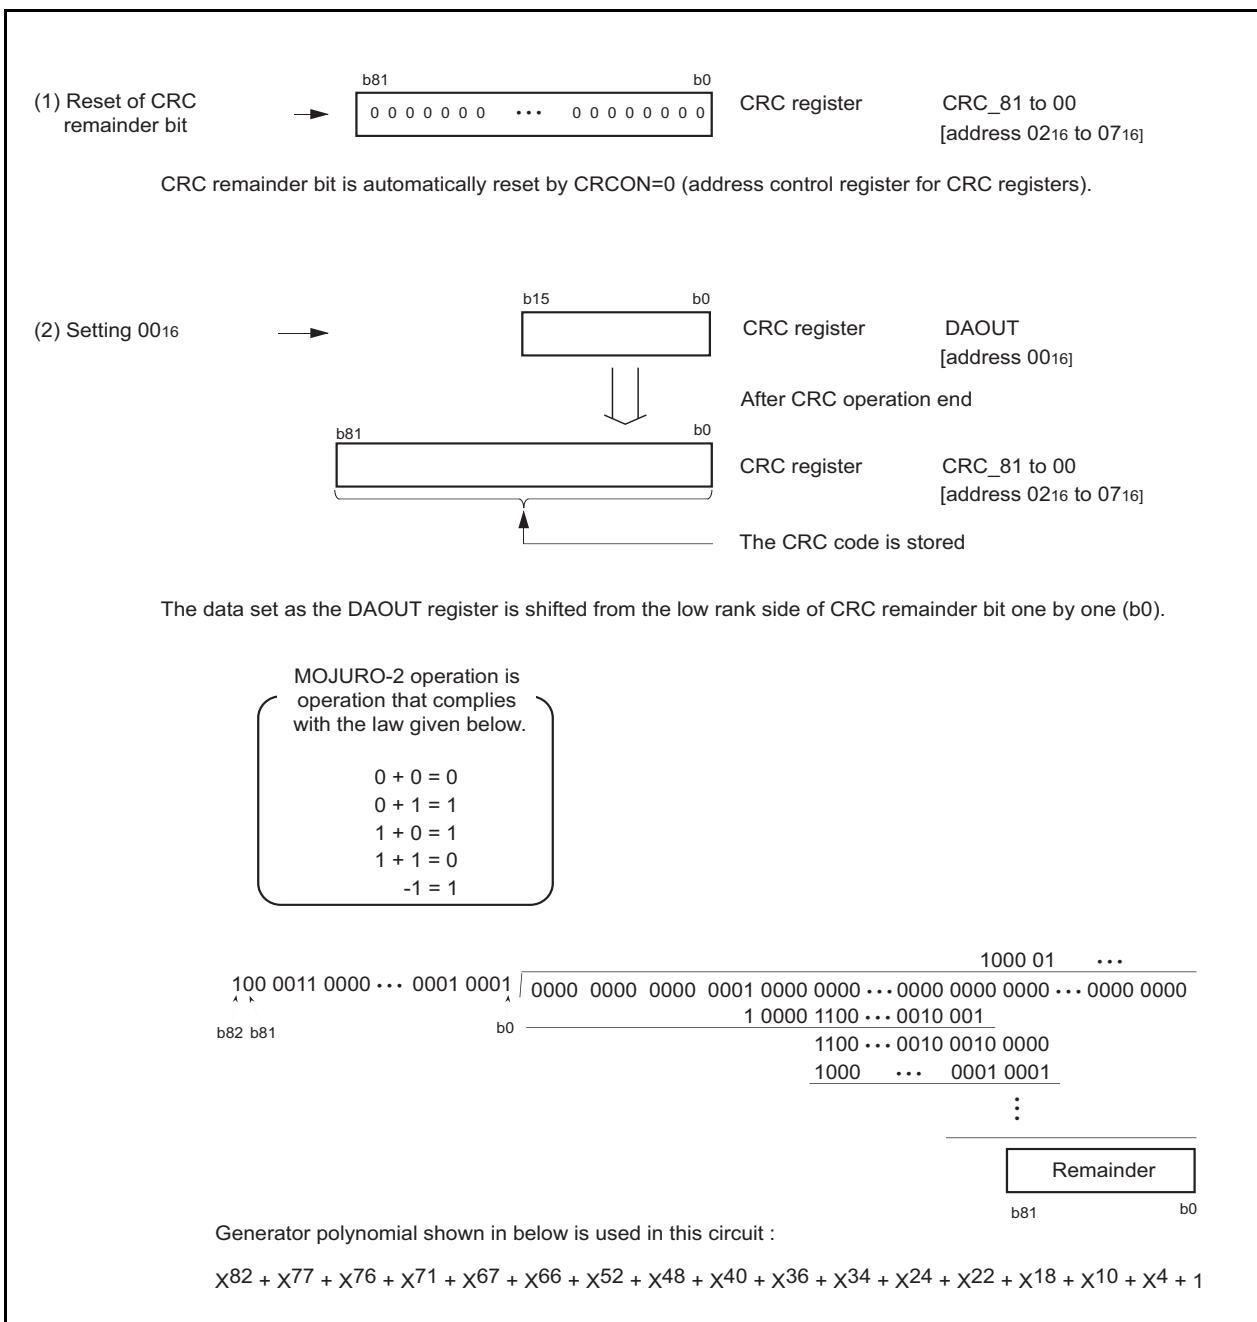 b81 b0
(1) Reset of CRC remainder bit
0 0 0 0 0 0 0 ··· 0 0 0 0 0 0 0 0
CRC register CRC_81 to 00
[address 0216 to 0716]
CRC remainder bit is automatically reset by CRCON=0 (address control register for CRC registers).
b15 b0
(2) Setting 0016
CRC register DAOUT
[address 0016]
After CRC operation end
b81 b0
CRC register CRC_81 to 00
[address 0216 to 0716]
The CRC code is stored
The data set as the DAOUT register is shifted from the low rank side of CRC remainder bit one by one (b0).
MOJURO-2 operation is
operation that complies
with the law given below.
0 + 0 = 0
0 + 1 = 1
1 + 0 = 1
1 + 1 = 0
-1 = 1
1000 01 ···
100 0011 0000 ··· 0001 0001
0000 0000 0000 0001 0000 0000 ··· 0000 0000 0000 ··· 0000 0000
b82 b81 b0
1 0000 1100 ··· 0010 001
1100 ··· 0010 0010 0000
1000 ··· 0001 0001
Remainder
b81 b0
Generator polynomial shown in below is used in this circuit :
X82 + X77 + X76 + X71 + X67 + X66 + X52 + X48 + X40 + X36 + X34 + X24 + X22 + X18 + X10 + X4 + 1